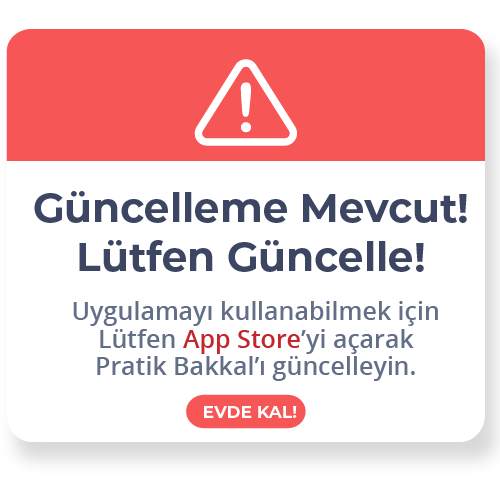 Güncelleme Mevcut!
Lütfen Güncelle!
Uygulamayı kullanabilmek için
Lütfen App Store’yi açarak
Pratik Bakkal’ı güncelleyin.
EVDE KAL!